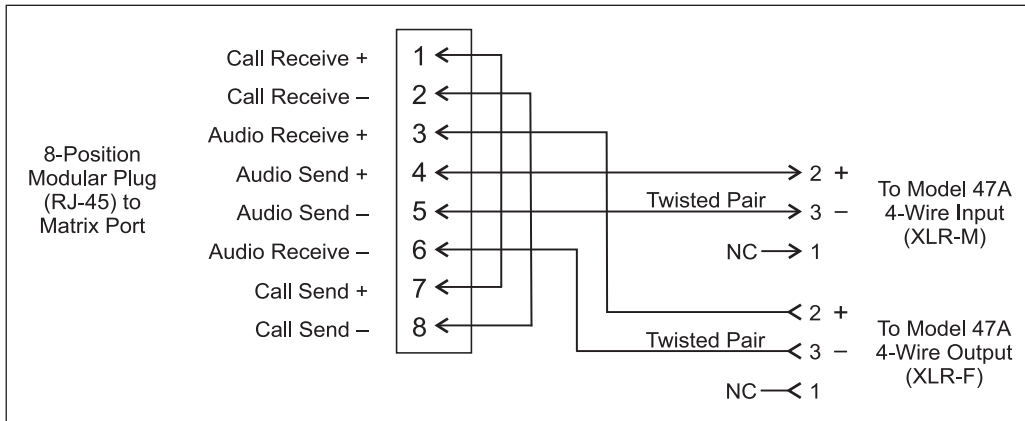 8-Position
Modular Plug
(RJ-45) to
Matrix Port
Call Receive + 1
Call Receive – 2
Audio Receive + 3
Audio Send + 4
Audio Send – 5
Audio Receive – 6
Call Send + 7
Call Send – 8
2 +
Twisted Pair 3 –
NC 1
To Model 47A
4-Wire Input
(XLR-M)
2 +
Twisted Pair 3 –
NC 1
To Model 47A
4-Wire Output
(XLR-F)